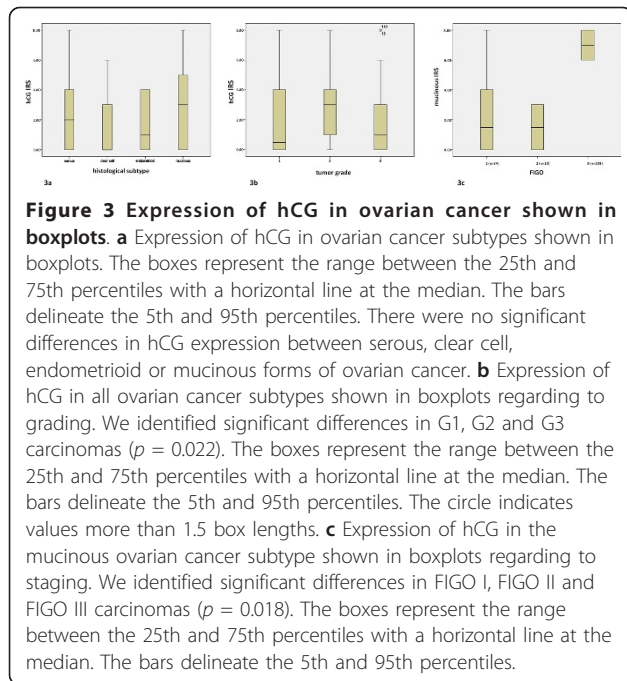 hCG IRS
histological subtype
3a
hCG IRS
1
2
3
tumor grade
3b
mucinous IRS
FIGO
3c
Figure 3 Expression of hCG in ovarian cancer shown in
boxplots. a Expression of hCG in ovarian cancer subtypes shown in
boxplots. The boxes represent the range between the 25th and
75th percentiles with a horizontal line at the median. The bars
delineate the 5th and 95th percentiles. There were no significant
differences in hCG expression between serous, clear cell,
endometrioid or mucinous forms of ovarian cancer. b Expression of
hCG in all ovarian cancer subtypes shown in boxplots regarding to
grading. We identified significant differences in G1, G2 and G3
carcinomas (p = 0.022). The boxes represent the range between the
25th and 75th percentiles with a horizontal line at the median. The
bars delineate the 5th and 95th percentiles. The circle indicates
values more than 1.5 box lengths. c Expression of hCG in the
mucinous ovarian cancer subtype shown in boxplots regarding to
staging. We identified significant differences in FIGO I, FIGO II and
FIGO III carcinomas (p = 0.018). The boxes represent the range
between the 25th and 75th percentiles with a horizontal line at the
median. The bars delineate the 5th and 95th percentiles.